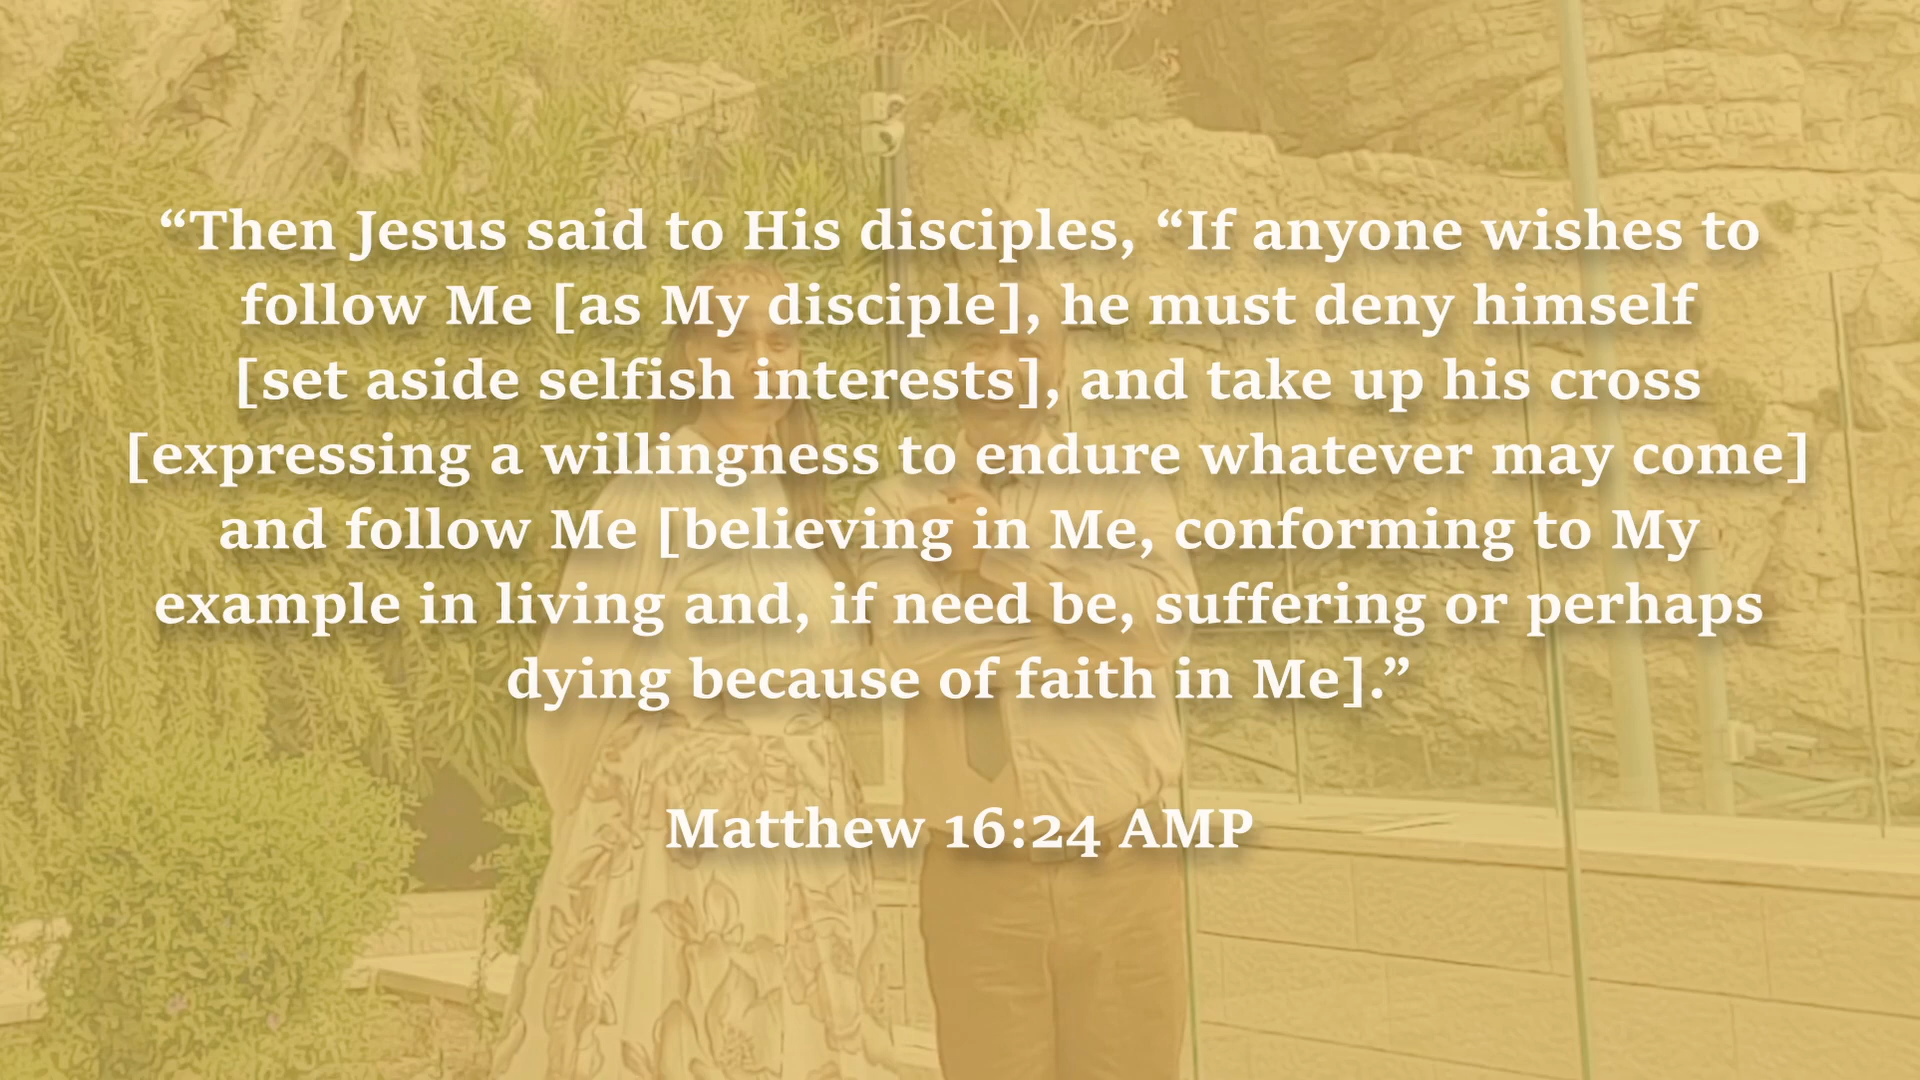 “Then Jesus said to His disciples, “If anyone wishes to
follow Me [as My disciple], he must deny himself
[set aside selfish interests], and take up his cross
[expressing a willingness to endure whatever may come]
and follow Me [believing in Me, conforming to My
example in living and, if need be, suffering or perhaps
dying because of faith in Me].”
Matthew 16:24 AMP